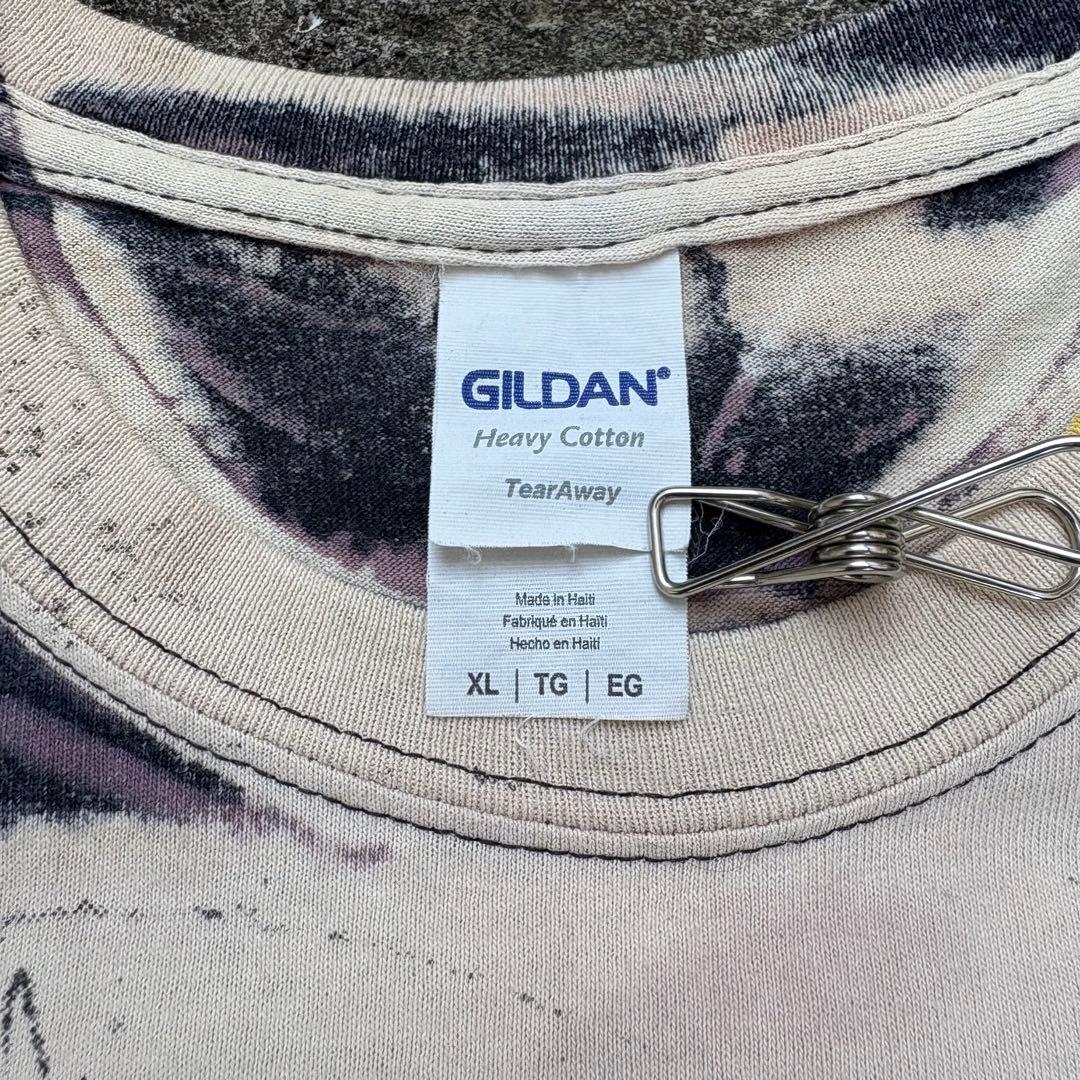 GILDAN®
Heavy Cotton
TearAway
Made in Haiti
Fabriqué en Haïti
Hecho en Haití
XL | TG | EG